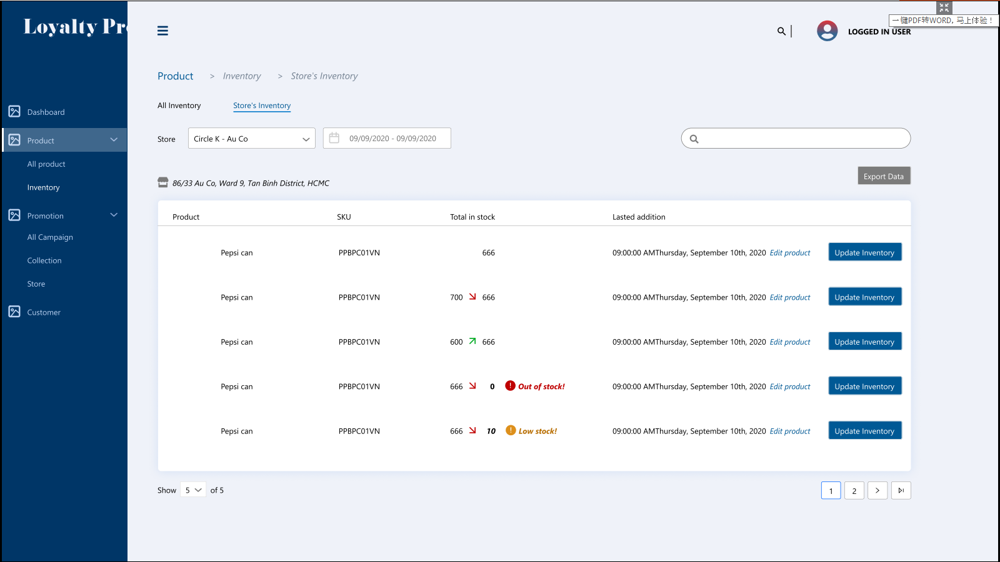 Loyalty Pr
一键PDF转WORD, 马上体验！
LOGGED IN USER
Product > Inventory > Store's Inventory
All Inventory Store's Inventory
Dashboard
Product
All product
Inventory
Promotion
All Campaign
Collection
Store
Customer
Store Circle K - Au Co 09/09/2020 - 09/09/2020
Export Data
86/33 Au Co, Ward 9, Tan Binh District, HCMC
Product SKU Total in stock Lasted addition
Pepsi can PPBPC01VN 666 09:00:00 AMThursday, September 10th, 2020 Edit product Update Inventory
Pepsi can PPBPC01VN 700 666 09:00:00 AMThursday, September 10th, 2020 Edit product Update Inventory
Pepsi can PPBPC01VN 600 666 09:00:00 AMThursday, September 10th, 2020 Edit product Update Inventory
Pepsi can PPBPC01VN 666 0 Out of stock! 09:00:00 AMThursday, September 10th, 2020 Edit product Update Inventory
Pepsi can PPBPC01VN 666 10 Low stock! 09:00:00 AMThursday, September 10th, 2020 Edit product Update Inventory
Show 5 of 5
1 2 >